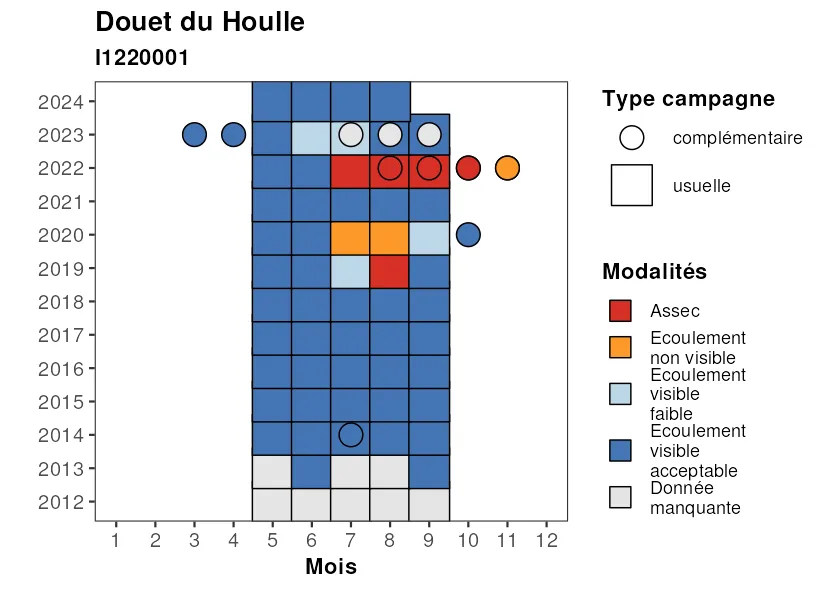 Douet du Houlle
I1220001
2024
2023
2022
2021
2020
2019
2018
2017
2016
2015
2014
2013
2012
1 2 3 4 5 6 7 8 9 10 11 12
Mois
Type campagne
complémentaire
usuelle
Modalités
Assec
Ecoulement
non visible
Ecoulement
visible
faible
Ecoulement
visible
acceptable
Donnée
manquante